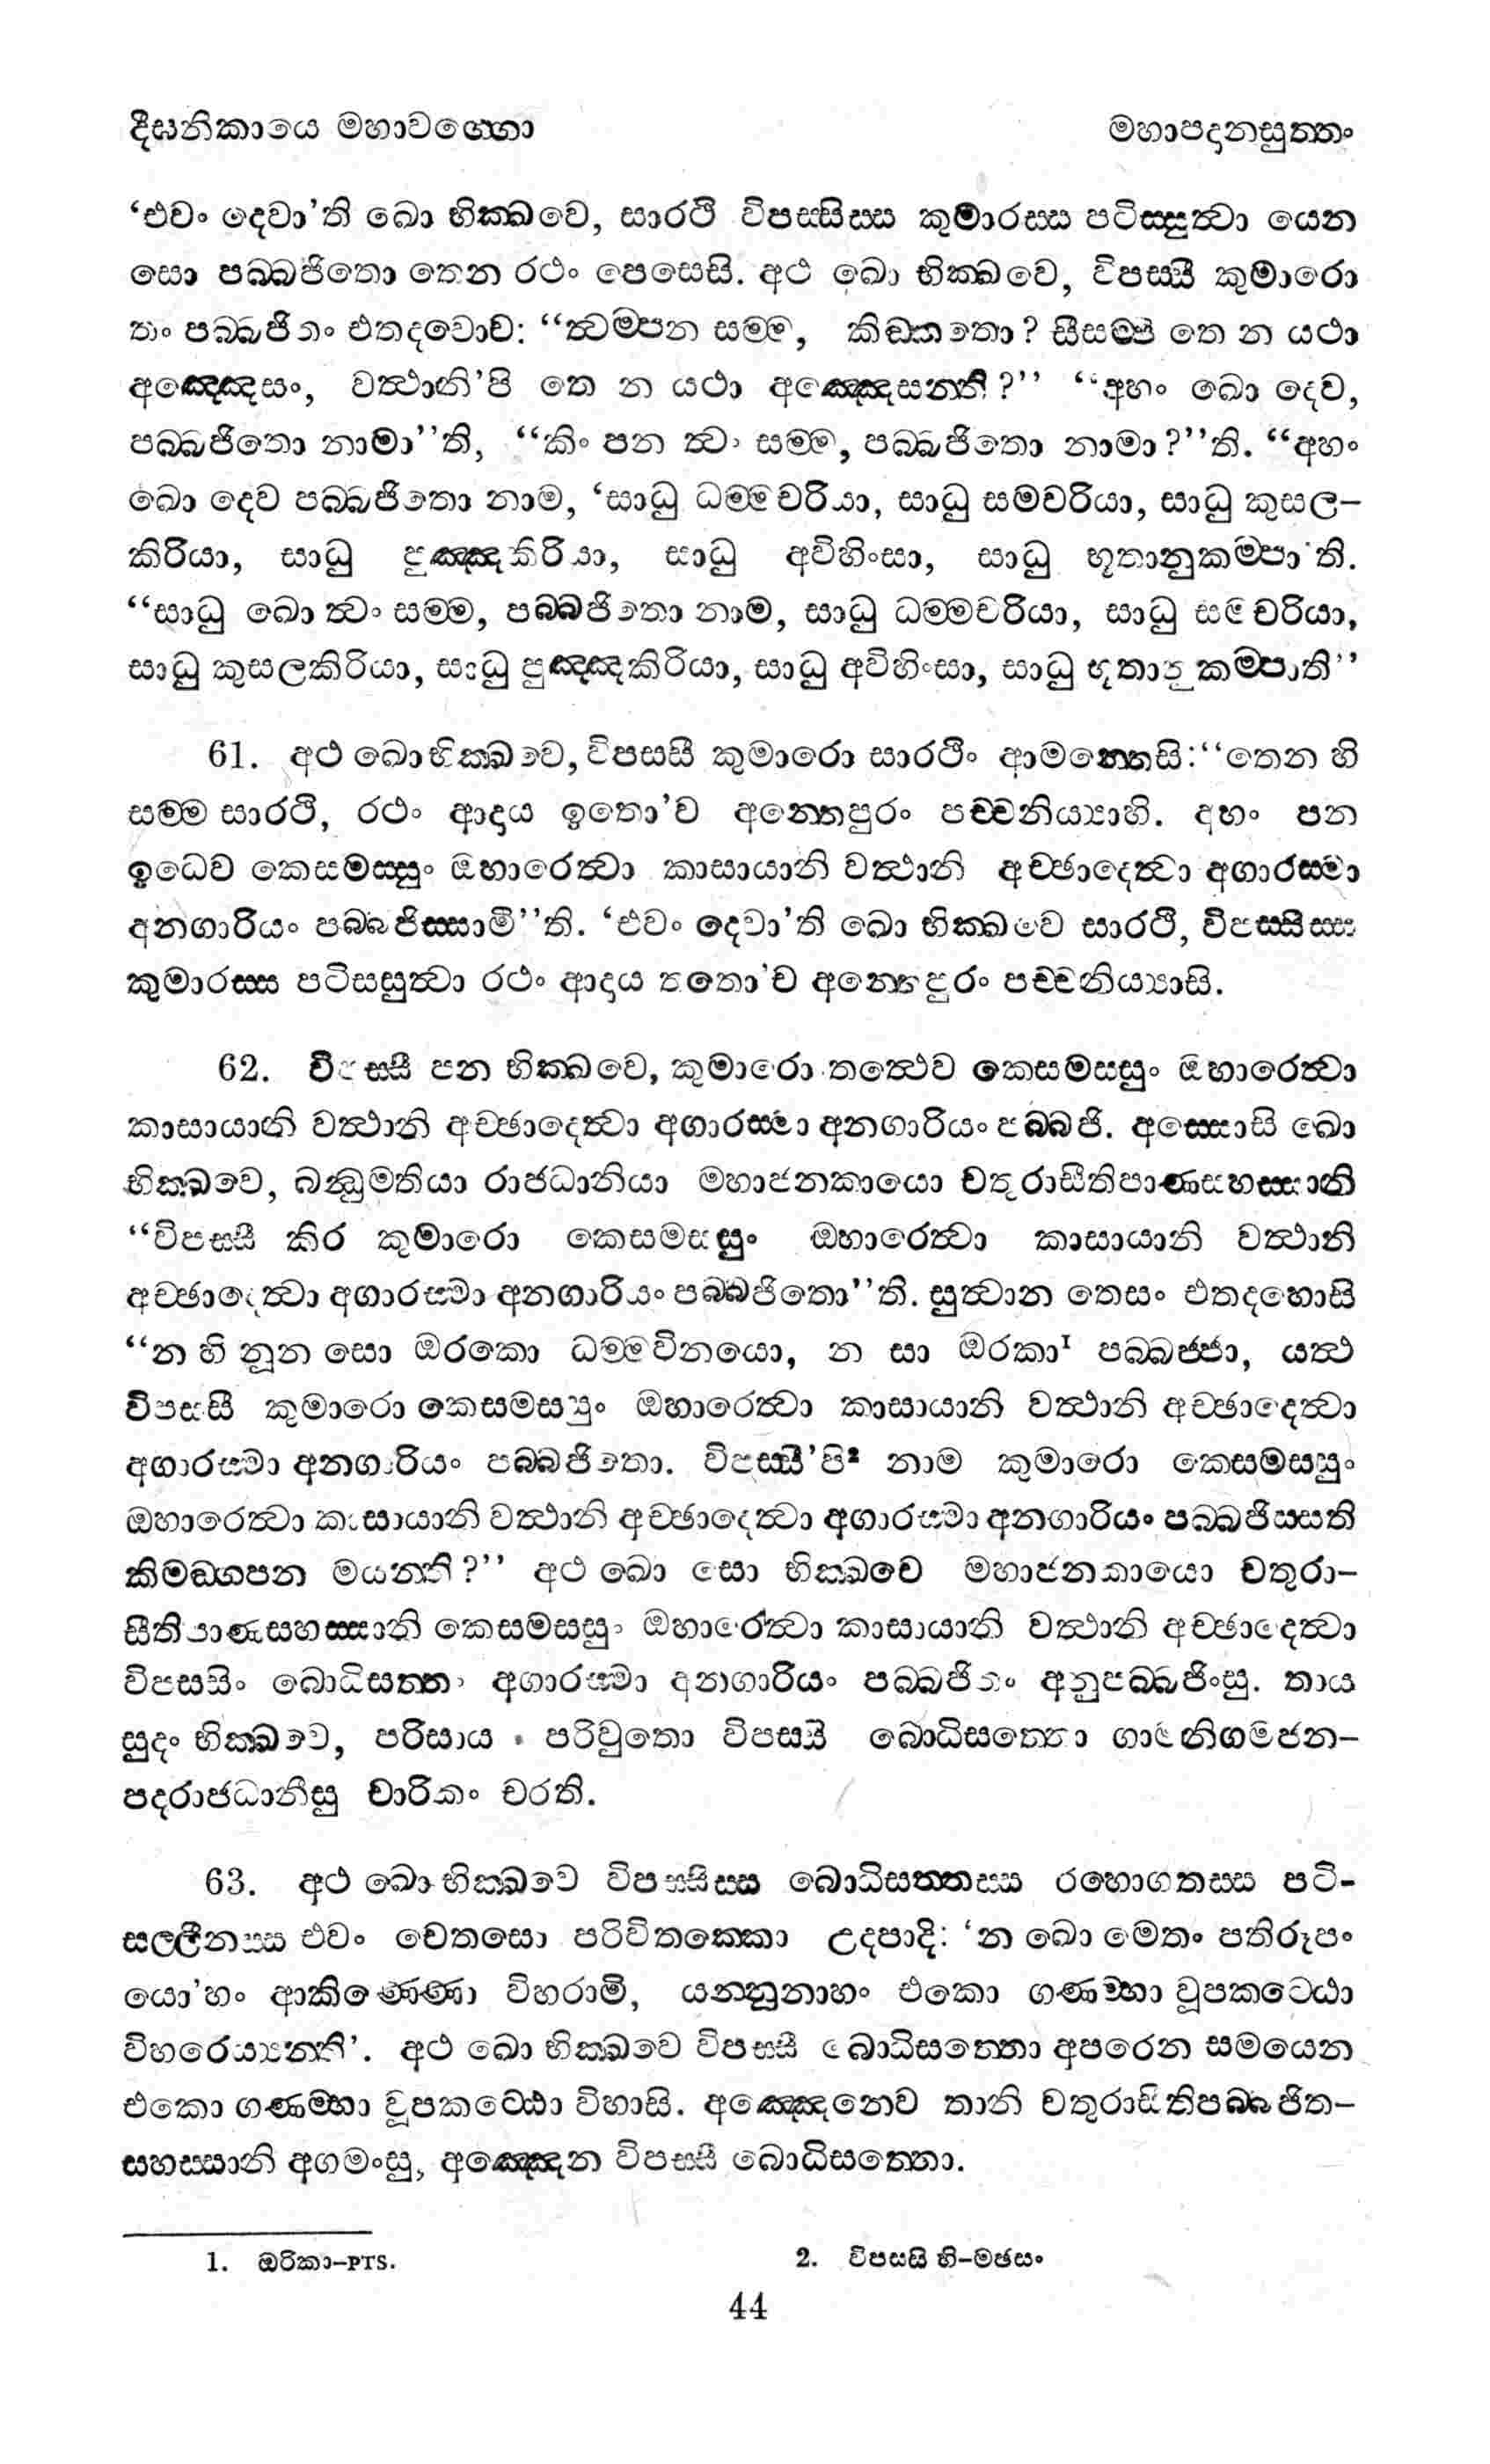 දීඝනිකායෙ මහාවග්ගො
මහාපදානසුත්තං
‘එවං දෙවා’ති ඛො භික්ඛවෙ, සාරථි විපස්සිස්ස කුමාරස්ස පටිස්සුත්වා යෙන
සො පබ්බජිතො තෙන රථං පෙසෙසි. අථ ඛො භික්ඛවෙ, විපස්සී කුමාරො
තං පබ්බජිතං එතදවොච: “ත්වම්පන සම්ම, කිඞ්කතො? සීසම්පි තෙ න යථා
අඤ්ඤෙසං, වත්ථානි’පි තෙ න යථා අඤ්ඤෙසන්ති?” “අහං ඛො දෙව,
පබ්බජිතො නාමා”ති, “කිං පන ත්වං සම්ම, පබ්බජිතො නාමා?”ති. “අහං
ඛො දෙව පබ්බජිතො නාම, ‘සාධු ධම්මචරියා, සාධු සමචරියා, සාධු කුසල–
කිරියා, සාධු පුඤ්ඤකිරියා, සාධු අවිහිංසා, සාධු භූතානුකම්පා’ති.
“සාධු ඛො ත්වං සම්ම, පබ්බජිතො නාම, සාධු ධම්මචරියා, සාධු සමචරියා,
සාධු කුසලකිරියා, සාධු පුඤ්ඤකිරියා, සාධු අවිහිංසා, සාධු භූතානුකම්පාති”
61. අථ ඛො භික්ඛවෙ, විපස්සී කුමාරො සාරථිං ආමන්තෙසි: “තෙන හි
සම්ම සාරථි, රථං ආදාය ඉතො’ව අන්තෙපුරං පච්චනිය්‍යාහි. අහං පන
ඉධෙව කෙසමස්සුං ඔහාරෙත්වා කාසායානි වත්ථානි අච්ඡාදෙත්වා අගාරස්මා
අනගාරියං පබ්බජිස්සාමි”ති. ‘එවං දෙවා’ති ඛො භික්ඛවෙ සාරථි, විපස්සිස්ස
කුමාරස්ස පටිස්සුත්වා රථං ආදාය තතො’ව අන්තෙපුරං පච්චනිය්‍යාසි.
62. විපස්සී පන භික්ඛවෙ, කුමාරො තත්ථෙව කෙසමස්සුං ඔහාරෙත්වා
කාසායානි වත්ථානි අච්ඡාදෙත්වා අගාරස්මා අනගාරියං පබ්බජි. අස්සොසි ඛො
භික්ඛවෙ, බන්ධුමතියා රාජධානියා මහාජනකායො චතුරාසීතිපාණසහස්සානි
“විපස්සී කිර කුමාරො කෙසමස්සුං ඔහාරෙත්වා කාසායානි වත්ථානි
අච්ඡාදෙත්වා අගාරස්මා අනගාරියං පබ්බජිතො”ති. සුත්වාන තෙසං එතදහොසි
“න හි නූන සො ඔරකො ධම්මවිනයො, න සා ඔරකා¹ පබ්බජ්ජා, යත්ථ
විපස්සී කුමාරො කෙසමස්සුං ඔහාරෙත්වා කාසායානි වත්ථානි අච්ඡාදෙත්වා
අගාරස්මා අනගාරියං පබ්බජිතො. විපස්සී’පි² නාම කුමාරො කෙසමස්සුං
ඔහාරෙත්වා කාසායානි වත්ථානි අච්ඡාදෙත්වා අගාරස්මා අනගාරියං පබ්බජිස්සති
කිමඞ්ගපන මයන්ති?” අථ ඛො සො භික්ඛවෙ මහාජනකායො චතුරා–
සීතිපාණසහස්සානි කෙසමස්සුං ඔහාරෙත්වා කාසායානි වත්ථානි අච්ඡාදෙත්වා
විපස්සිං බොධිසත්තං අගාරස්මා අනගාරියං පබ්බජිතං අනුපබ්බජිංසු. තාය
සුදං භික්ඛවෙ, පරිසාය පරිවුතො විපස්සී බොධිසත්තො ගාමනිගමජන–
පදරාජධානීසු චාරිකං චරති.
63. අථ ඛො භික්ඛවෙ විපස්සිස්ස බොධිසත්තස්ස රහොගතස්ස පටි–
සල්ලීනස්ස එවං චෙතසො පරිවිතක්කො උදපාදි: ‘න ඛො මෙතං පතිරූපං
යො’හං ආකිණ්ණො විහරාමි, යන්නූනාහං එකො ගණම්හා වූපකට්ඨො
විහරෙය්‍යන්ති’. අථ ඛො භික්ඛවෙ විපස්සී බොධිසත්තො අපරෙන සමයෙන
එකො ගණම්හා වූපකට්ඨො විහාසි. අඤ්ඤෙනෙව තානි චතුරාසීතිපබ්බජිත–
සහස්සානි අගමංසු, අඤ්ඤෙන විපස්සී බොධිසත්තො.
1. ඔරිකා–PTS.
2. විපස්සි හි–මඡසං
44